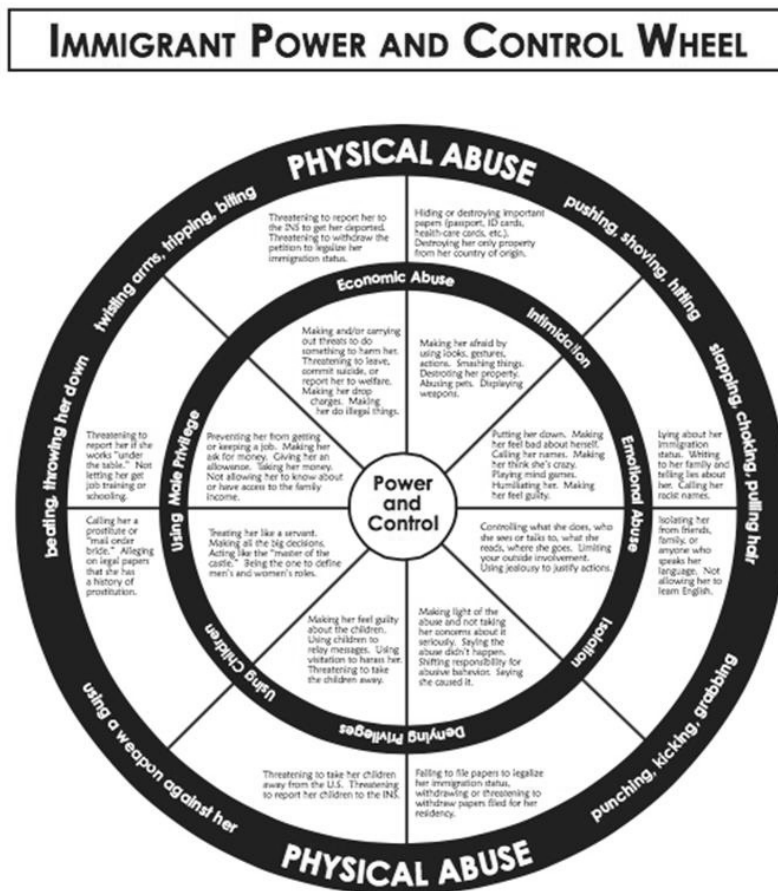 IMMIGRANT POWER AND CONTROL WHEEL
PHYSICAL ABUSE
twisting arms, tripping, biting
pushing, shoving, hitting
Threatening to report her to
the INS to get her deported.
Threatening to withdraw the
petition to legalize her
immigration status.
Hiding or destroying important
papers (passport, ID cards,
health-care cards, etc.).
Destroying her only property
from her country of origin.
Economic Abuse
Intimidation
Making and/or carrying
out threats to do
something to harm her.
Threatening to leave,
commit suicide, or
report her to welfare.
Making her drop
charges. Making
her do illegal things.
Making her afraid by
using looks, gestures,
actions. Smashing things.
Destroting her property.
Abusing pets. Displaying
weapons.
beating, throwing her down
slapping, choking, pulling hair
Threatening to
report her if she
works "under
the table." Not
letting her get
job training or
schooling.
Using Male Privilege
Preventing her from getting
or keeping a job. Making her
ask for money. Giving her an
allowance. Taking her money.
Not allowing her to know about
or have access to the family
income.
Power
and
Control
Putting her down. Making
her feel bad about herself.
Calling her names. Making
her think she's crazy.
Playing mind games.
Humiliating her. Making
her feel guilty.
Emotional Abuse
Lying about her
immigration
status. Writing
to her family and
telling lies about
her. Calling her
racist names.
Calling her a
prostitute or
"mail order
bride." Alleging
on legal papers
that she has
a history of
prostitution.
Treating her like a servant.
Making all the big decisions.
Acting like the "master of the
castle." Being the one to define
men's and women's roles.
Controlling what she does, who
she sees or talks to, what she
reads, where she goes. Limiting
your outside involvement.
Using jealousy to justify actions.
Isolating her
from friends,
family, or
anyone who
speaks her
language. Not
allowing her to
learn English.
Using Children
Making her feel guilty
about the children.
Using children to
relay messages. Using
visitation to harass her.
Threatening to take
the children away.
Making light of the
abuse and not taking
her concerns about it
seriously. Saying the
abuse didn't happen.
Shifting responsibility for
abusive behavior. Saying
she caused it.
Isolation
Denying Privileges
using a weapon against her
punching, kicking, grabbing
Threatening to take her children
away from the U.S. Threatening
to report her children to the INS.
Failing to file papers to legalize
her immigration status,
withdrawing or threatening to
withdraw papers filed for her
residency.
PHYSICAL ABUSE